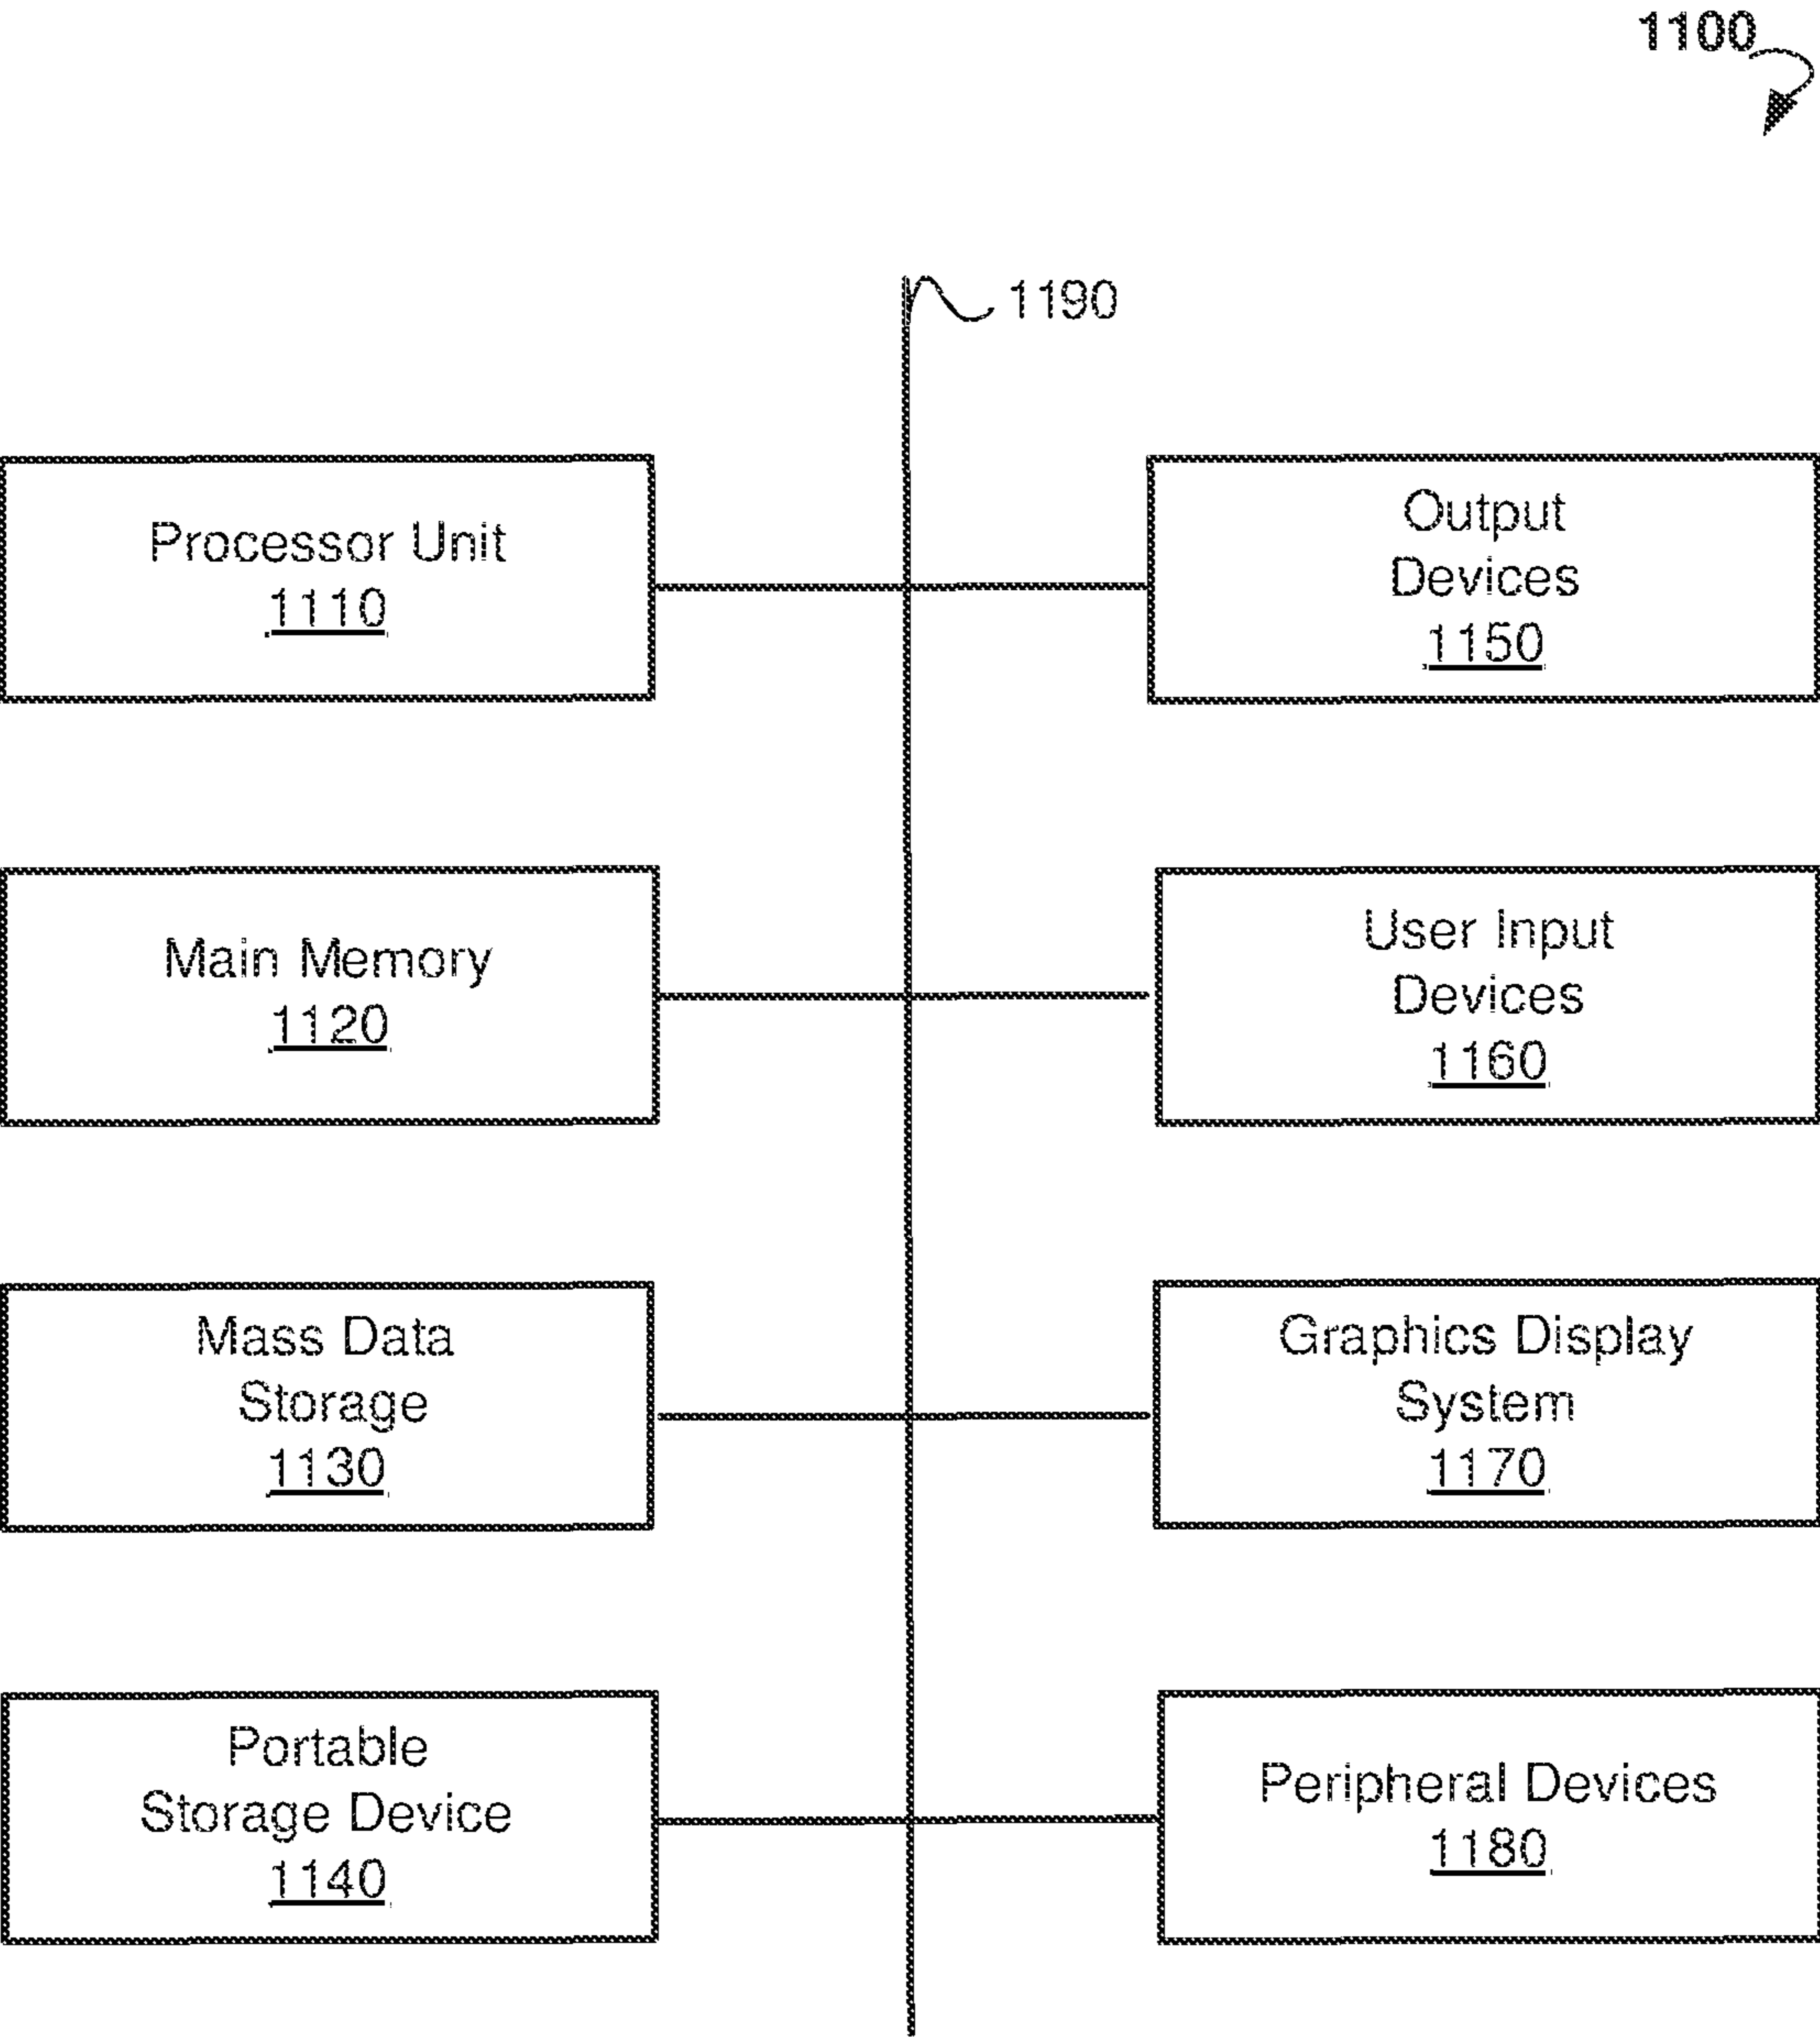 1100
1190
Processor Unit
1110
Output
Devices
1150
Main Memory
1120
User Input
Devices
1160
Mass Data
Storage
1130
Graphics Display
System
1170
Portable
Storage Device
1140
Peripheral Devices
1180